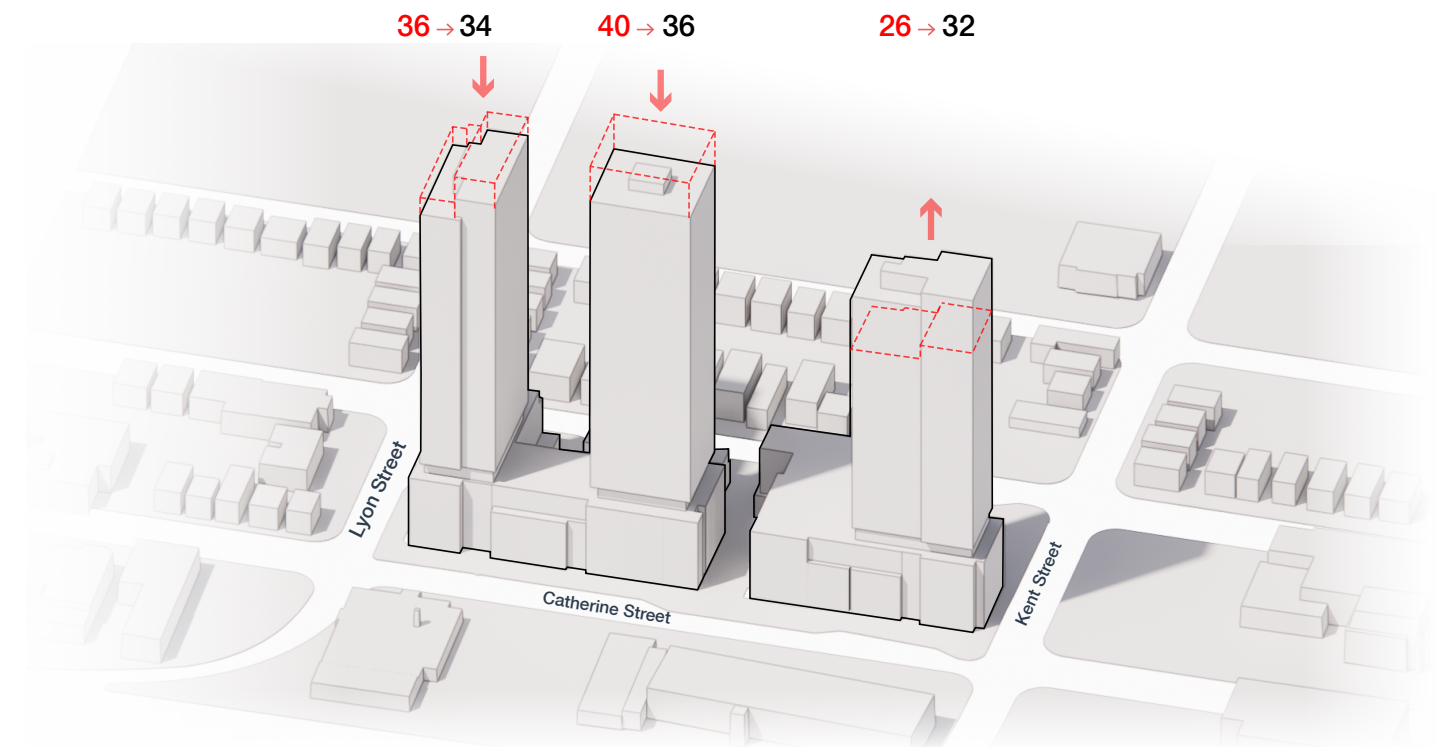 36 → 34
40 → 36
26 → 32
Lyon Street
Catherine Street
Kent Street